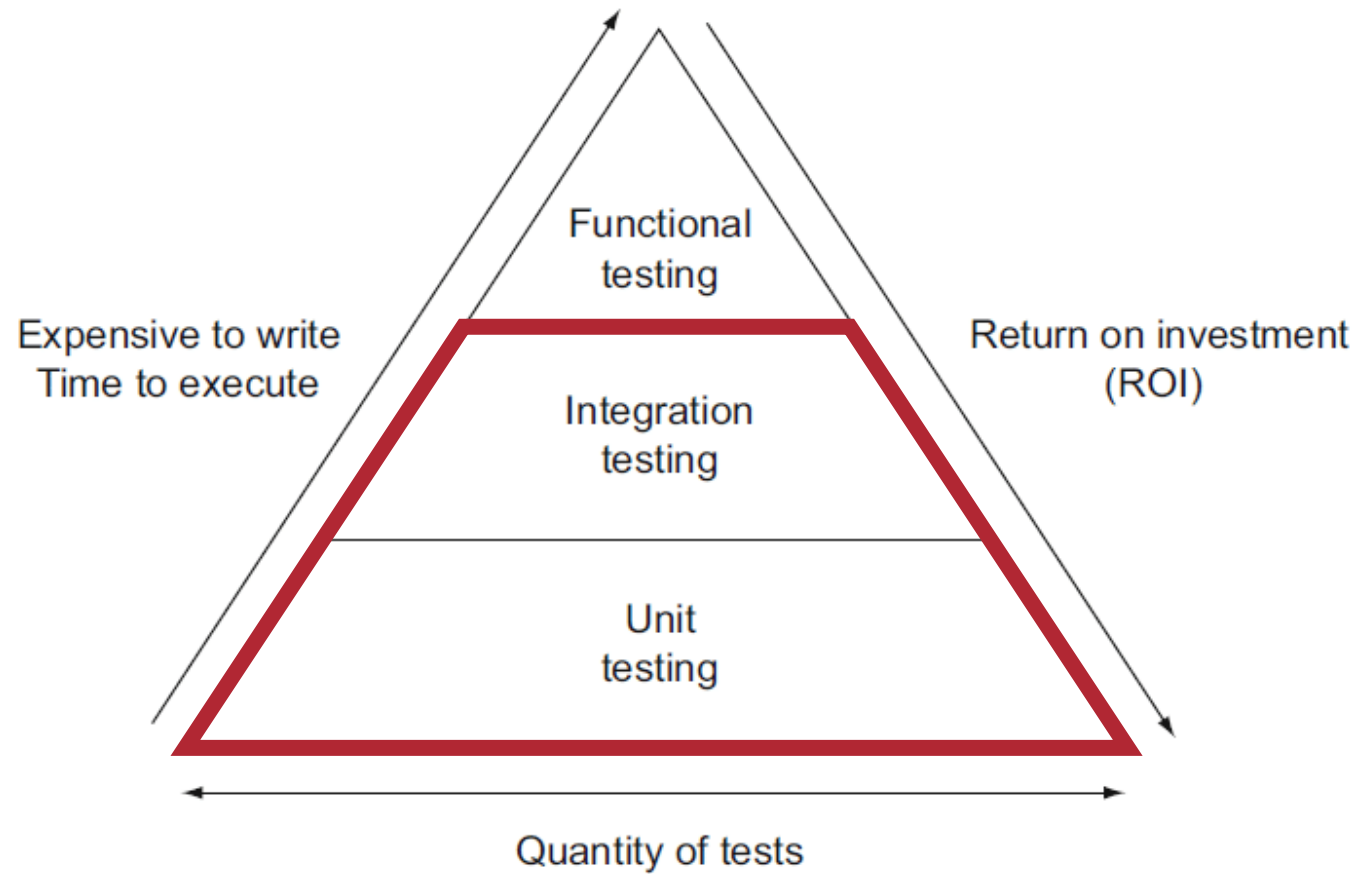 Functional
testing
Expensive to write
Time to execute
Return on investment
(ROI)
Integration
testing
Unit
testing
Quantity of tests